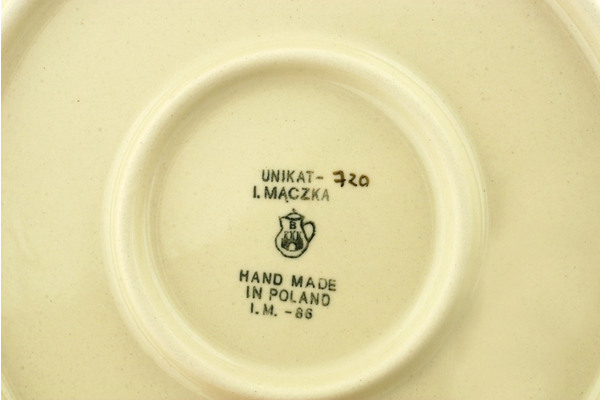 UNIKAT- 720
I. MĄCZKA
B
HAND MADE
IN POLAND
I.M. -86